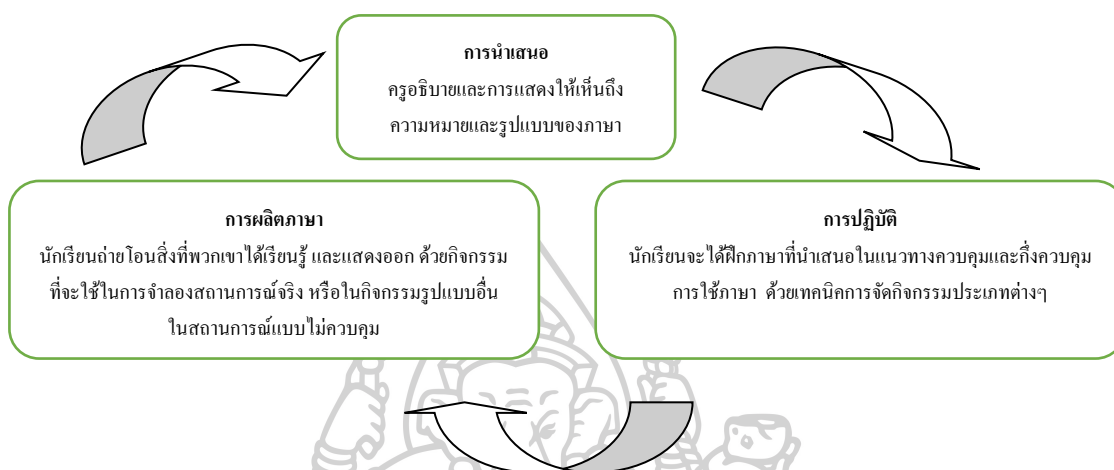 การนำเสนอ
ครูอธิบายและการแสดงให้เห็นถึง
ความหมายและรูปแบบของภาษา
การผลิตภาษา
นักเรียนถ่ายโอนสิ่งที่พวกเขาได้เรียนรู้ และแสดงออก ด้วยกิจกรรม
ที่จะใช้ในการจำลองสถานการณ์จริง หรือในกิจกรรมรูปแบบอื่น
ในสถานการณ์แบบไม่ควบคุม
การปฏิบัติ
นักเรียนจะได้ฝึกภาษาที่นำเสนอในแนวทางควบคุมและกึ่งควบคุม
การใช้ภาษา ด้วยเทคนิคการจัดกิจกรรมประเภทต่างๆ